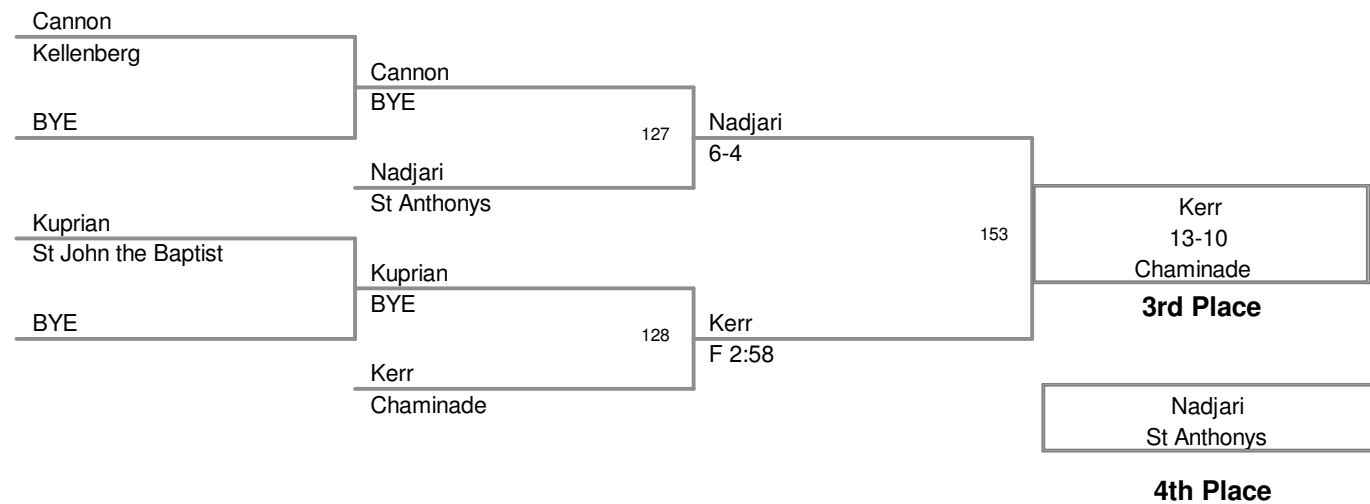 Cannon
Kellenberg
BYE
Kuprian
St John the Baptist
BYE
Cannon
BYE
127
Nadjari
St Anthonys
Kuprian
BYE
128
Kerr
Chaminade
Nadjari
6-4
153
Kerr
F 2:58
Kerr
13-10
Chaminade
3rd Place
Nadjari
St Anthonys
4th Place